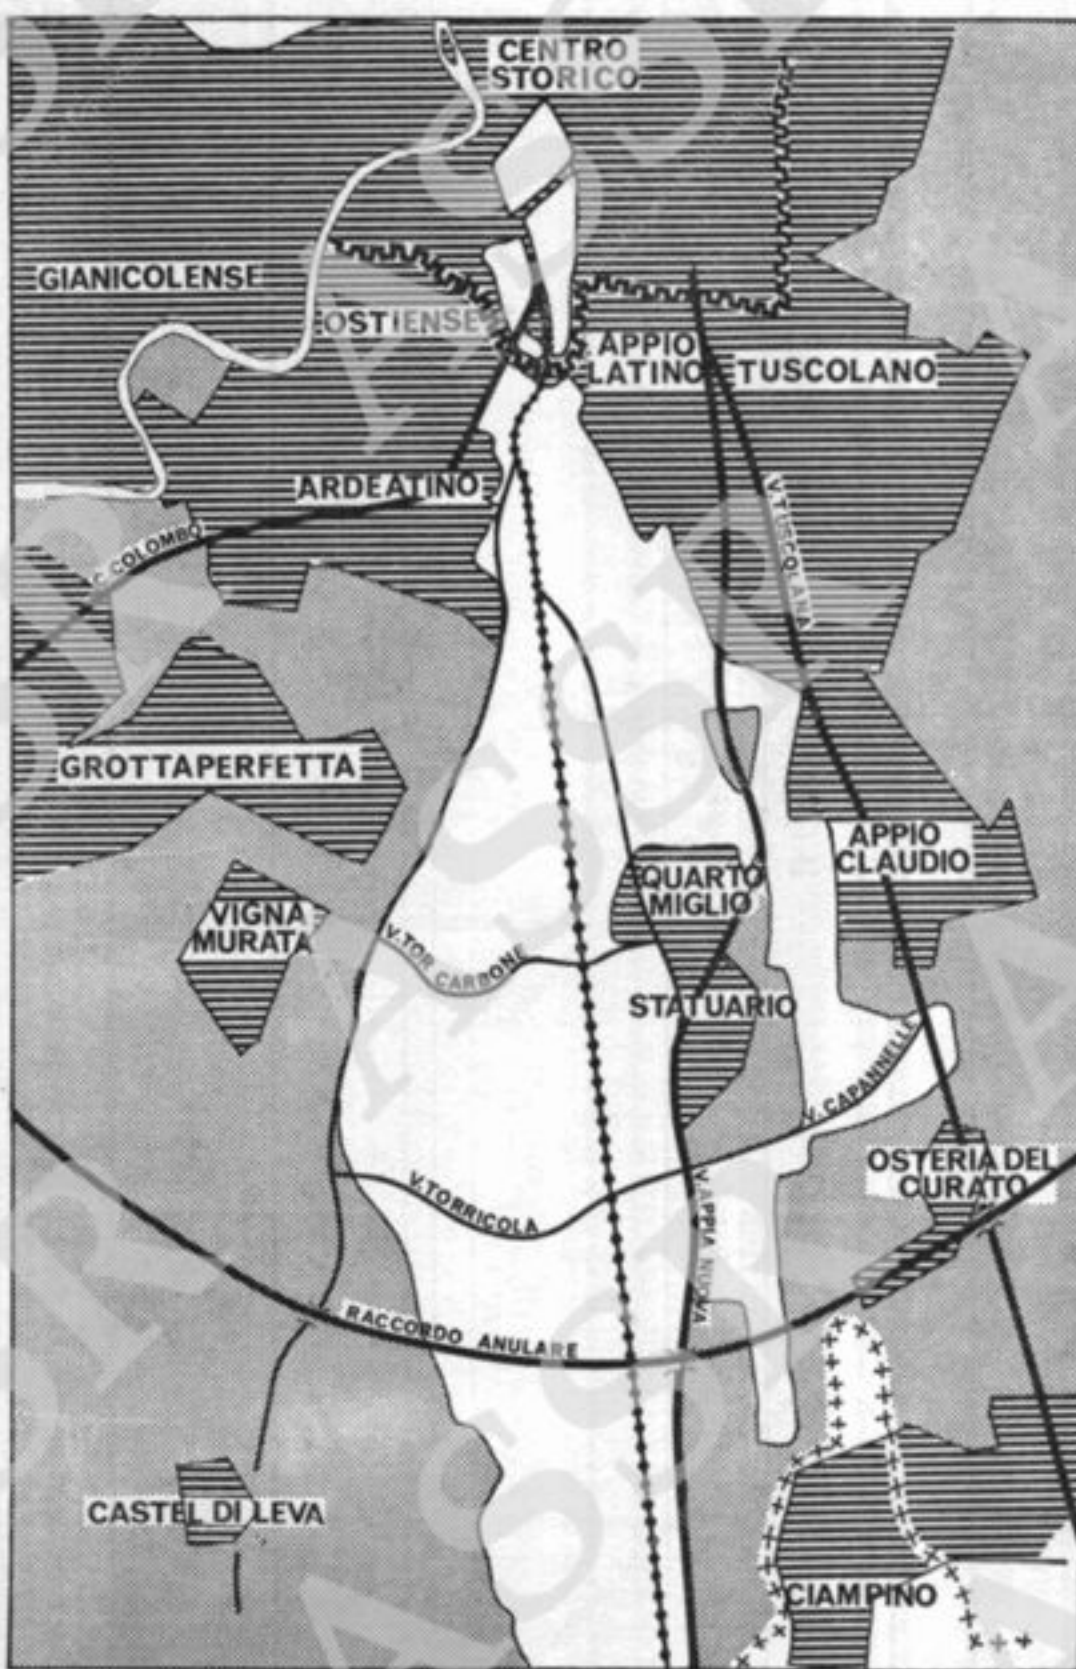 CENTRO
STORICO
GIANICOLENSE
OSTIENSE
APPIO
LATINO
TUSCOLANO
ARDEATINO
C. COLOMBO
V. TUSCOLANA
GROTTAPERFETTA
APPIO
CLAUDIO
QUARTO
MIGLIO
VIGNA
MURATA
V. TOR CARBONE
STATUARIO
V. CAPANNELLE
OSTERIA DEL
CURATO
V. TORRICOLA
V. APPIA NUOVA
RACCORDO ANULARE
CASTEL DI LEVA
CIAMPINO